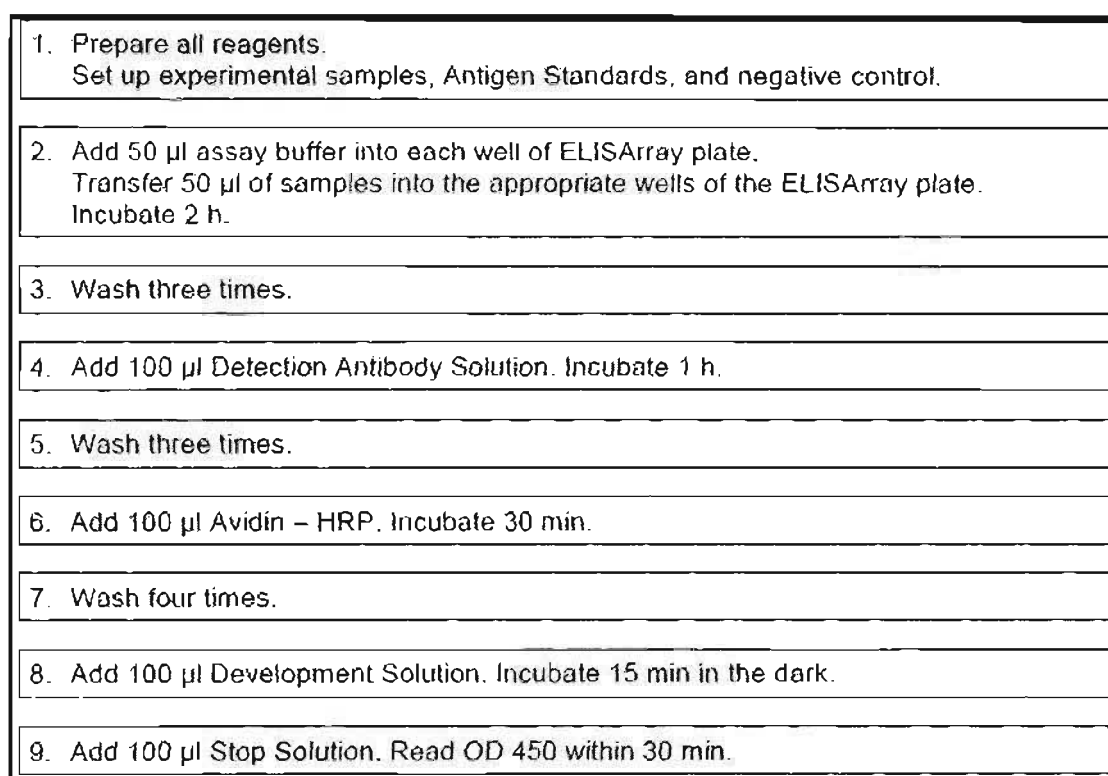 1. Prepare all reagents.
Set up experimental samples, Antigen Standards, and negative control.
2. Add 50 µl assay buffer into each well of ELISArray plate.
Transfer 50 µl of samples into the appropriate wells of the ELISArray plate.
Incubate 2 h.
3. Wash three times.
4. Add 100 µl Detection Antibody Solution. Incubate 1 h.
5. Wash three times.
6. Add 100 µl Avidin – HRP. Incubate 30 min.
7. Wash four times.
8. Add 100 µl Development Solution. Incubate 15 min in the dark.
9. Add 100 µl Stop Solution. Read OD 450 within 30 min.